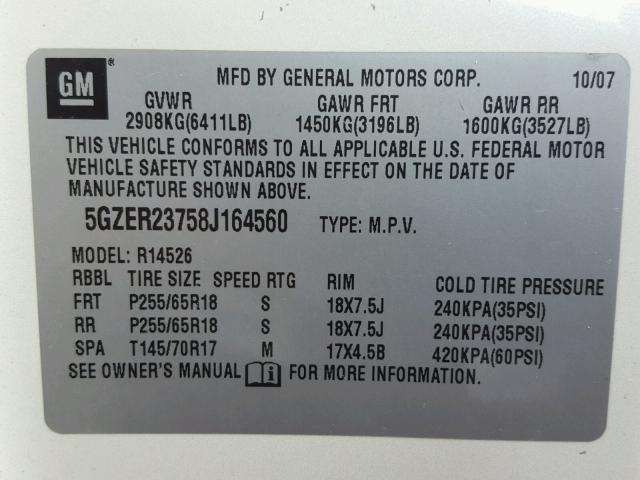 GM ® MFD BY GENERAL MOTORS CORP. 10/07
GVWR GAWR FRT GAWR RR
2908KG(6411LB) 1450KG(3196LB) 1600KG(3527LB)
THIS VEHICLE CONFORMS TO ALL APPLICABLE U.S. FEDERAL MOTOR
VEHICLE SAFETY STANDARDS IN EFFECT ON THE DATE OF
MANUFACTURE SHOWN ABOVE.
5GZER23758J164560 TYPE: M.P.V.
MODEL: R14526
RBBL TIRE SIZE SPEED RTG RIM COLD TIRE PRESSURE
FRT P255/65R18 S 18X7.5J 240KPA(35PSI)
RR P255/65R18 S 18X7.5J 240KPA(35PSI)
SPA T145/70R17 M 17X4.5B 420KPA(60PSI)
SEE OWNER'S MANUAL i FOR MORE INFORMATION.